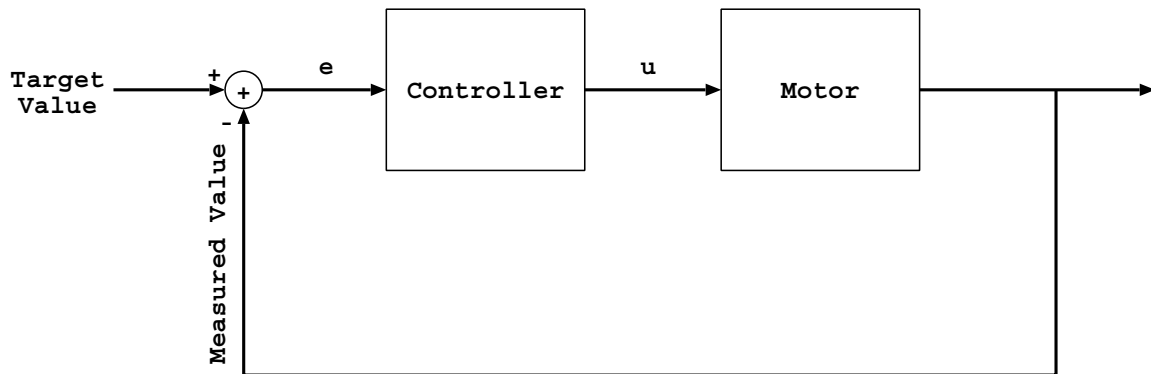 Target
Value
+
+
-
e
Controller
u
Motor
Measured Value